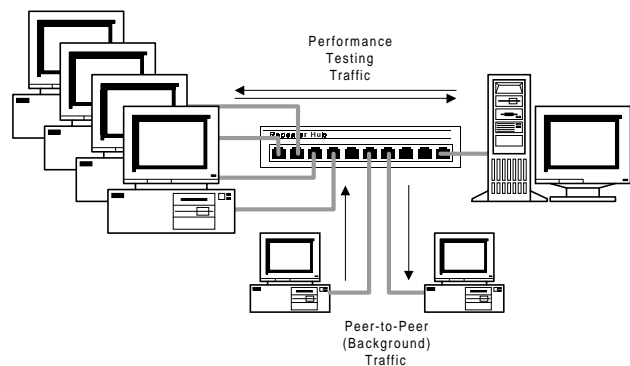 Performance
Testing
Traffic
Repeater Hub
Peer-to-Peer
(Background)
Traffic